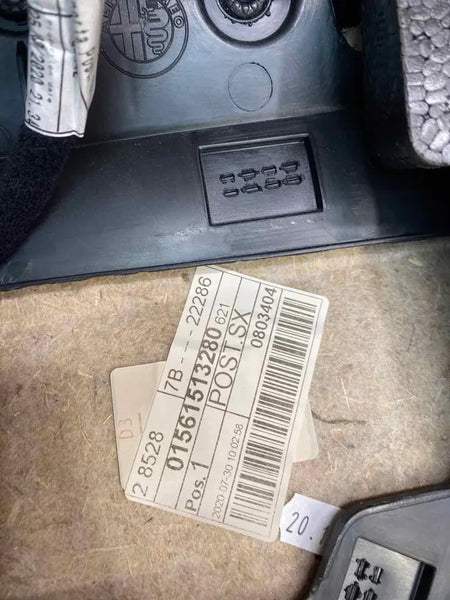 7B --- 22286
01561513280 621
2 8528
POST.SX
Pos. 1
2020-07-30 10:02:58
0803404
D3
20.